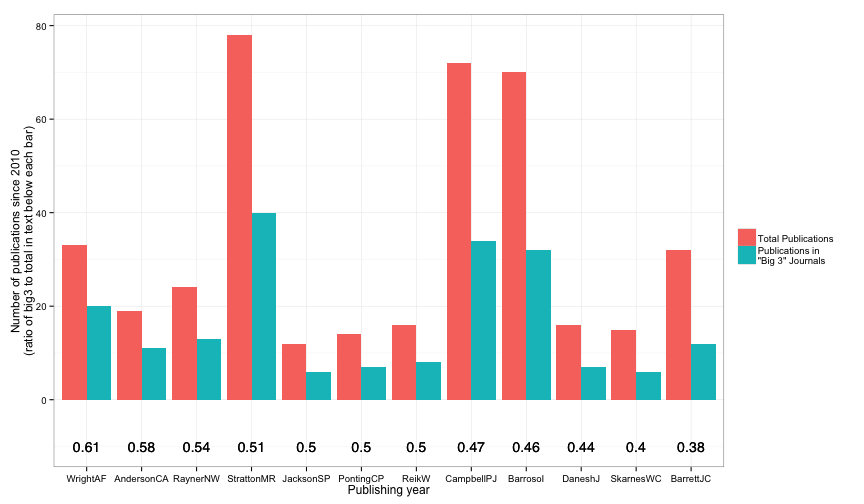 Number of publications since 2010
(ratio of big3 to total in text below each bar)
80
60
40
20
0
0.61 0.58 0.54 0.51 0.5 0.5 0.5 0.47 0.46 0.44 0.4 0.38
WrightAF AndersonCA RaynerNW StrattonMR JacksonSP PontingCP ReikW CampbellPJ BarrosoI DaneshJ SkarnesWC BarrettJC
Publishing year
Total Publications
Publications in
"Big 3" Journals